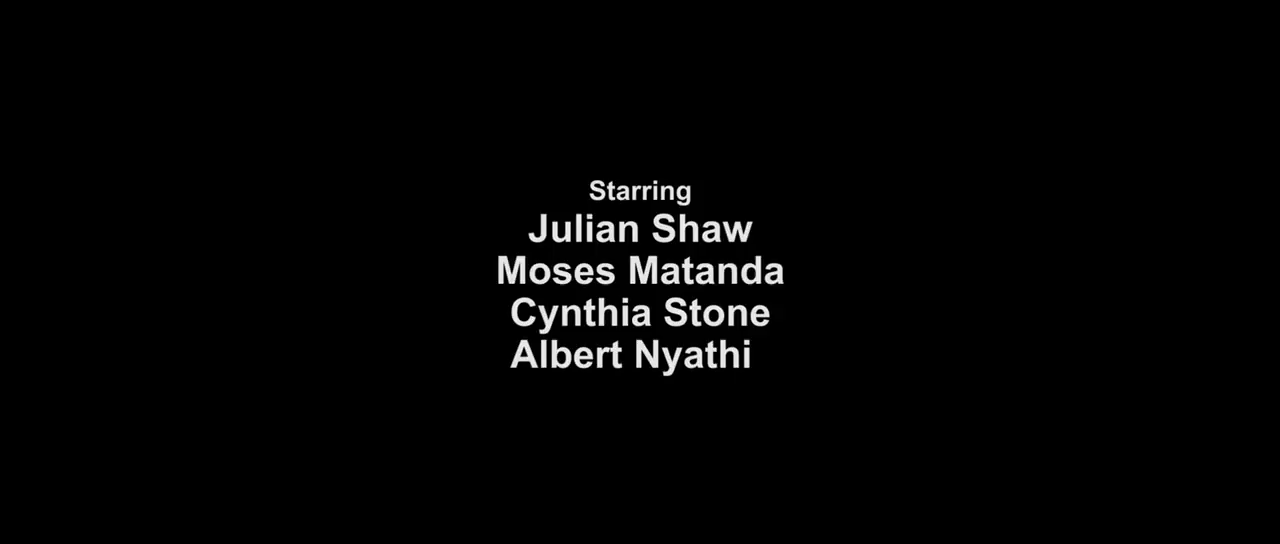 Starring
Julian Shaw
Moses Matanda
Cynthia Stone
Albert Nyathi